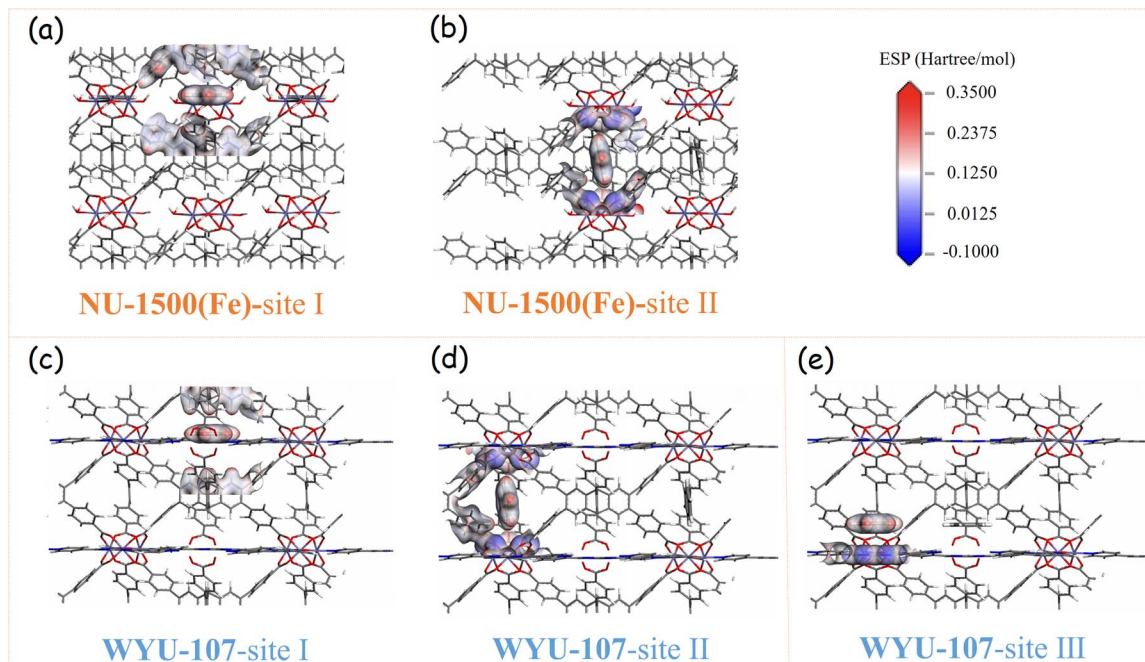 (a)
(b)
ESP (Hartree/mol)
0.3500
0.2375
0.1250
0.0125
-0.1000
NU-1500(Fe)-site I
NU-1500(Fe)-site II
(c)
(d)
(e)
WYU-107-site I
WYU-107-site II
WYU-107-site III